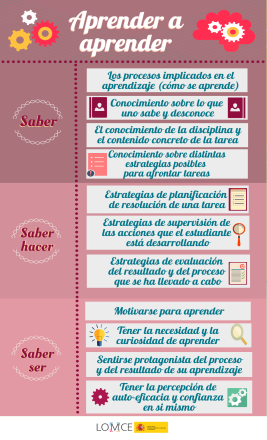 Aprender a
aprender
Saber
Los procesos implicados en el
aprendizaje (cómo se aprende)
Conocimiento sobre lo que
uno sabe y desconoce
El conocimiento de la disciplina y
el contenido concreto de la tarea
Conocimiento sobre distintas
estrategias posibles
para afrontar tareas
Saber
hacer
Estrategias de planificación
de resolución de una tarea
Estrategias de supervisión de
las acciones que el estudiante
está desarrollando
Estrategias de evaluación
del resultado y del proceso
que se ha llevado a cabo
Saber
ser
Motivarse para aprender
Tener la necesidad y la
curiosidad de aprender
Sentirse protagonista del proceso
y del resultado de su aprendizaje
Tener la percepción de
auto-eficacia y confianza
en sí mismo
LOMCE